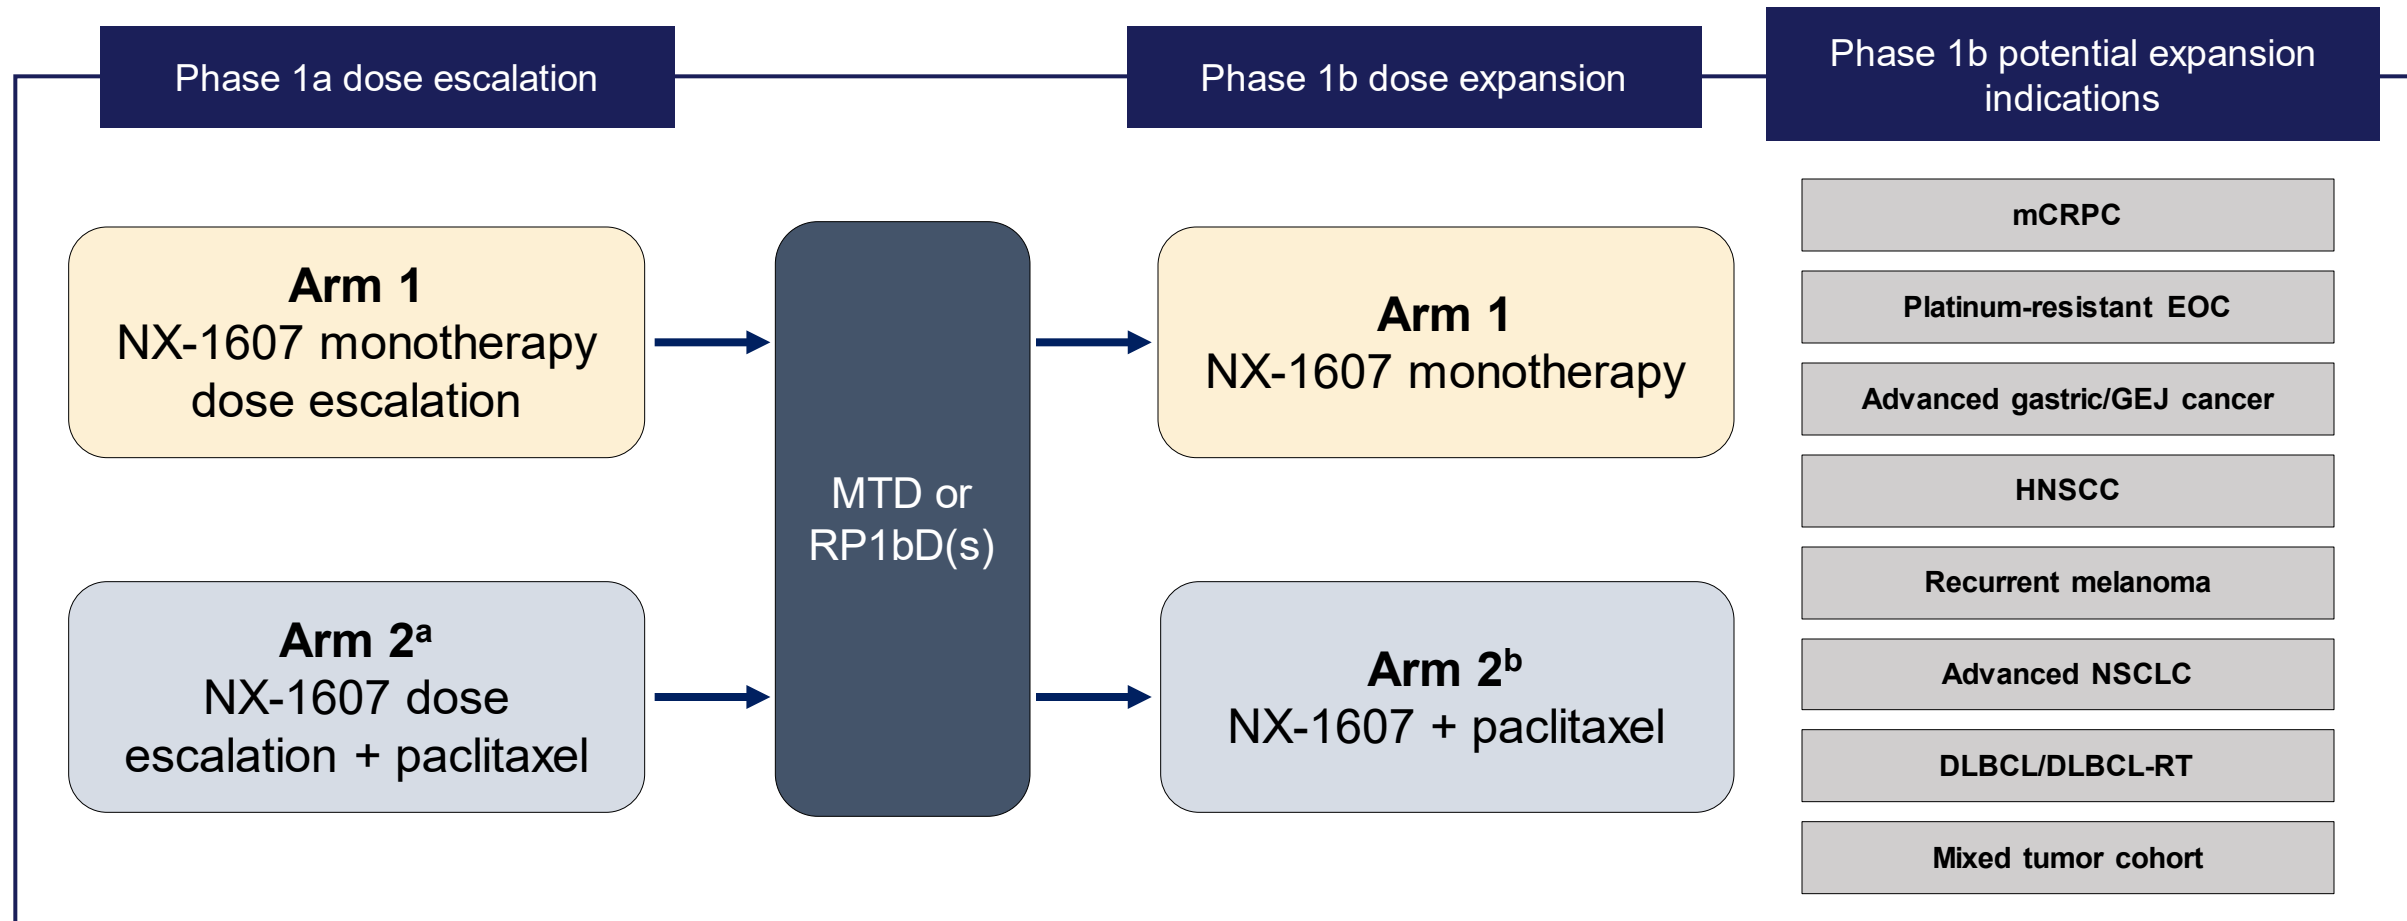 Phase 1a dose escalation
Phase 1b dose expansion
Phase 1b potential expansion
indications
Arm 1
NX-1607 monotherapy
dose escalation
Arm 2ᵃ
NX-1607 dose
escalation + paclitaxel
MTD or
RP1bD(s)
Arm 1
NX-1607 monotherapy
Arm 2ᵇ
NX-1607 + paclitaxel
mCRPC
Platinum-resistant EOC
Advanced gastric/GEJ cancer
HNSCC
Recurrent melanoma
Advanced NSCLC
DLBCL/DLBCL-RT
Mixed tumor cohort